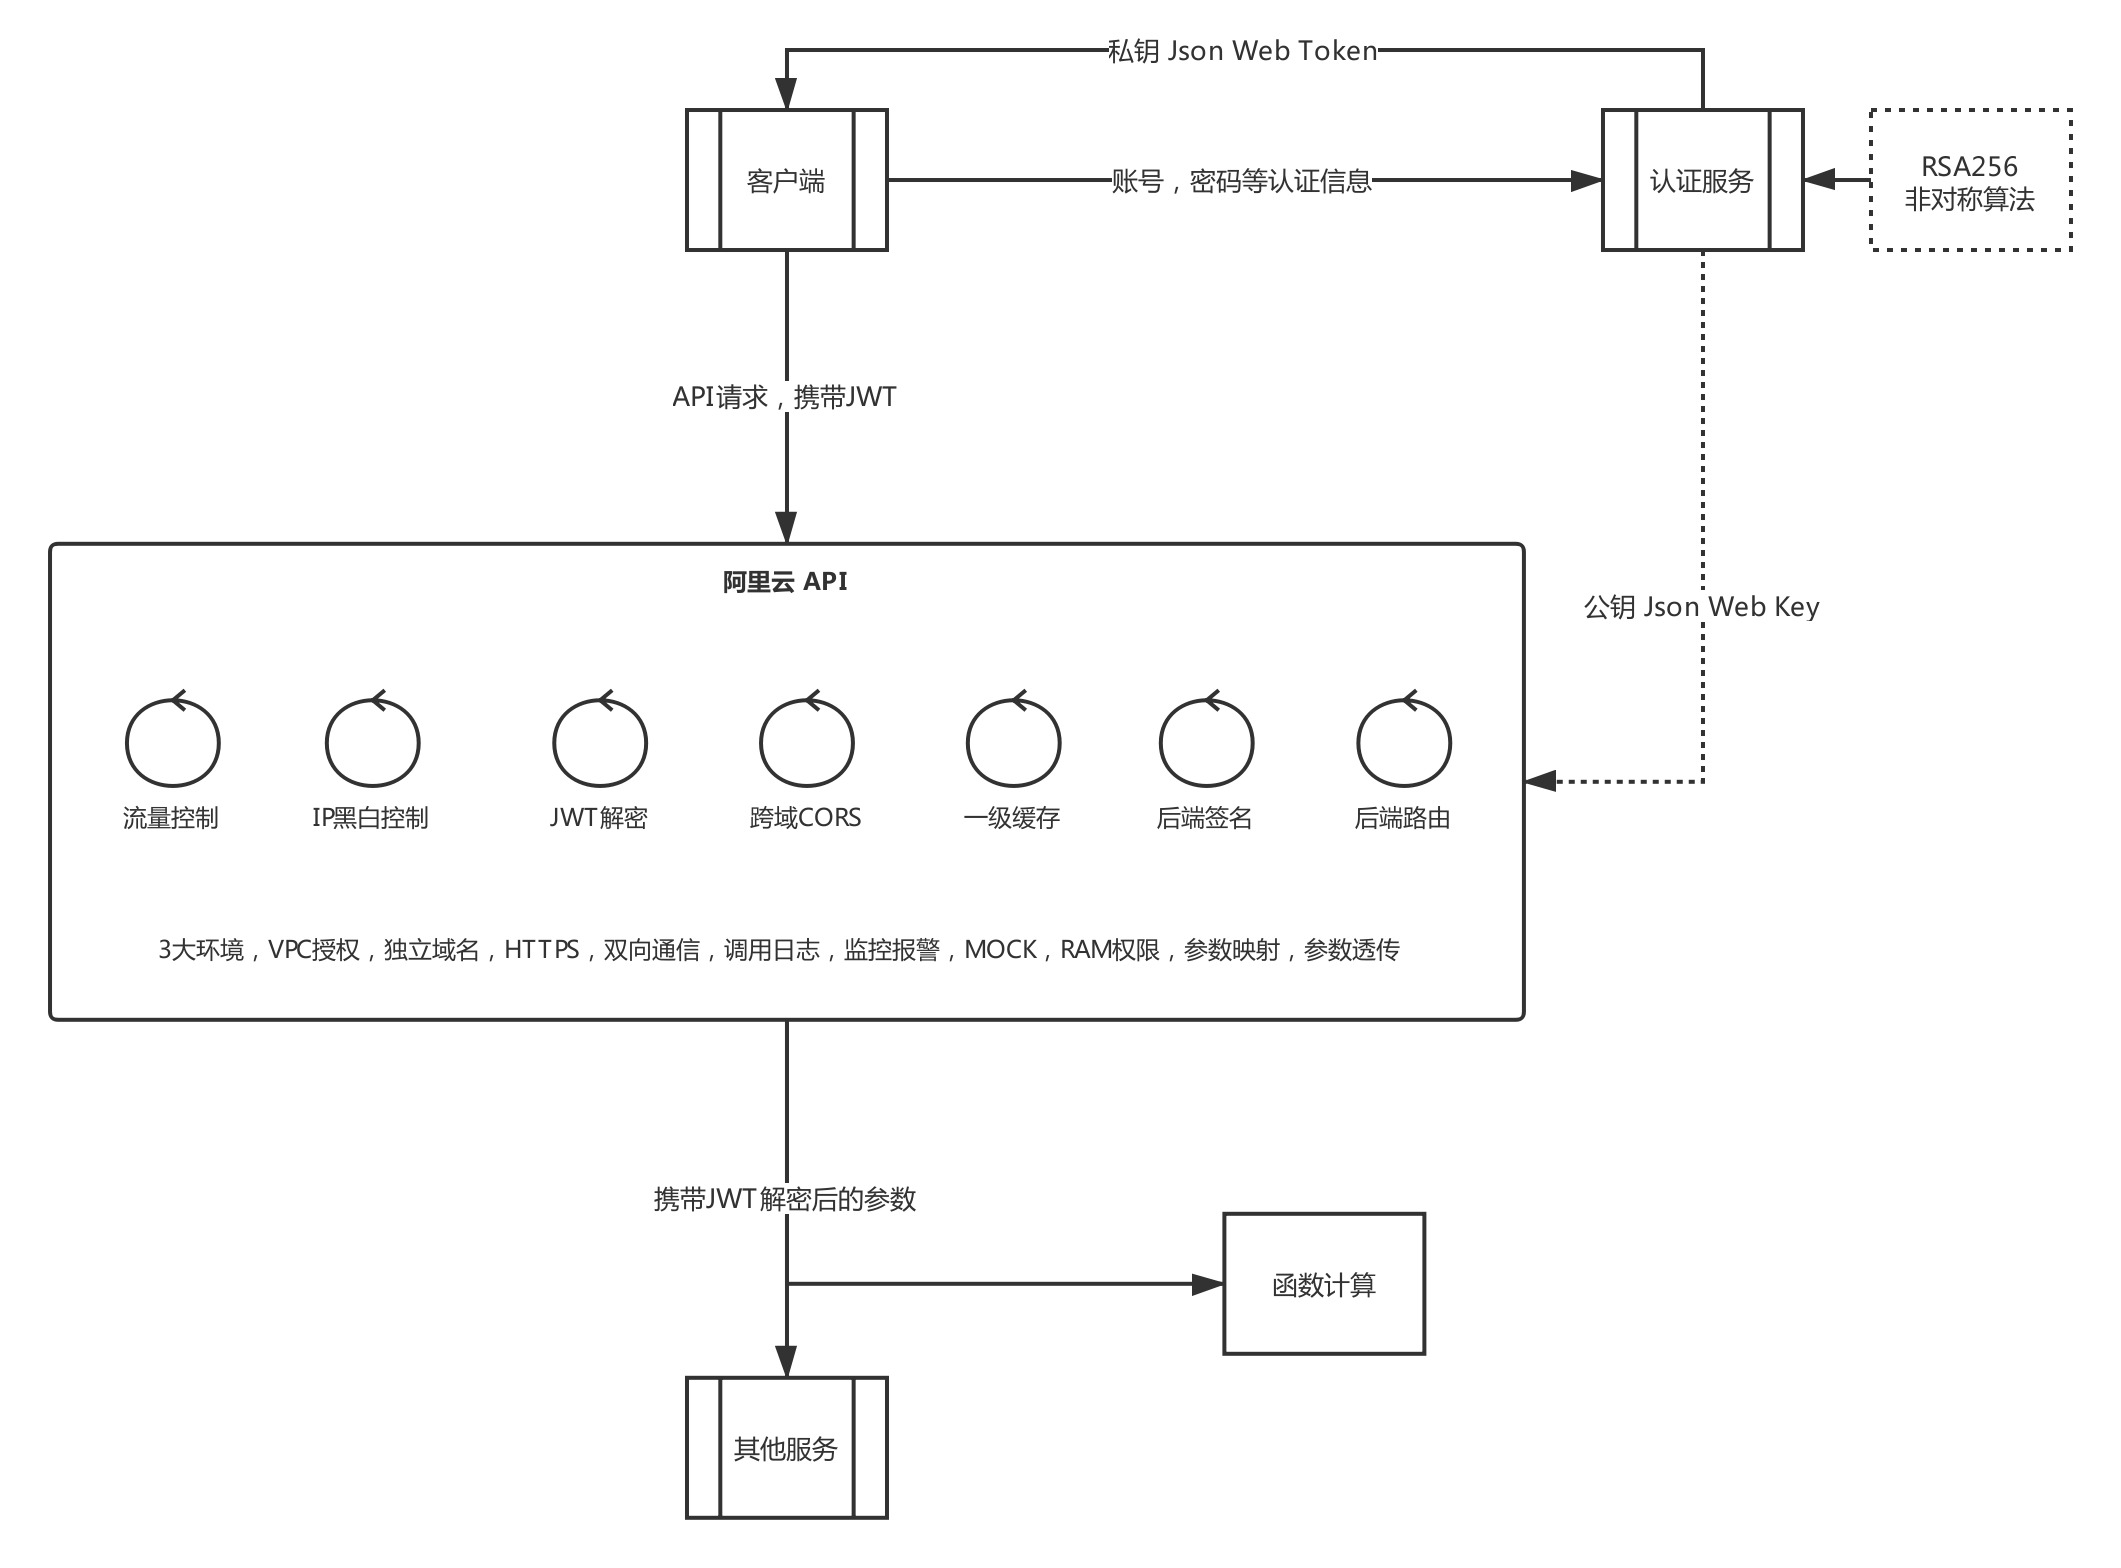 私钥 Json Web Token
客户端
账号，密码等认证信息
认证服务
RSA256
非对称算法
API请求，携带JWT
阿里云 API
公钥 Json Web Key
流量控制
IP黑白控制
JWT解密
跨域CORS
一级缓存
后端签名
后端路由
3大环境，VPC授权，独立域名，HTTPS，双向通信，调用日志，监控报警，MOCK，RAM权限，参数映射，参数透传
携带JWT解密后的参数
函数计算
其他服务